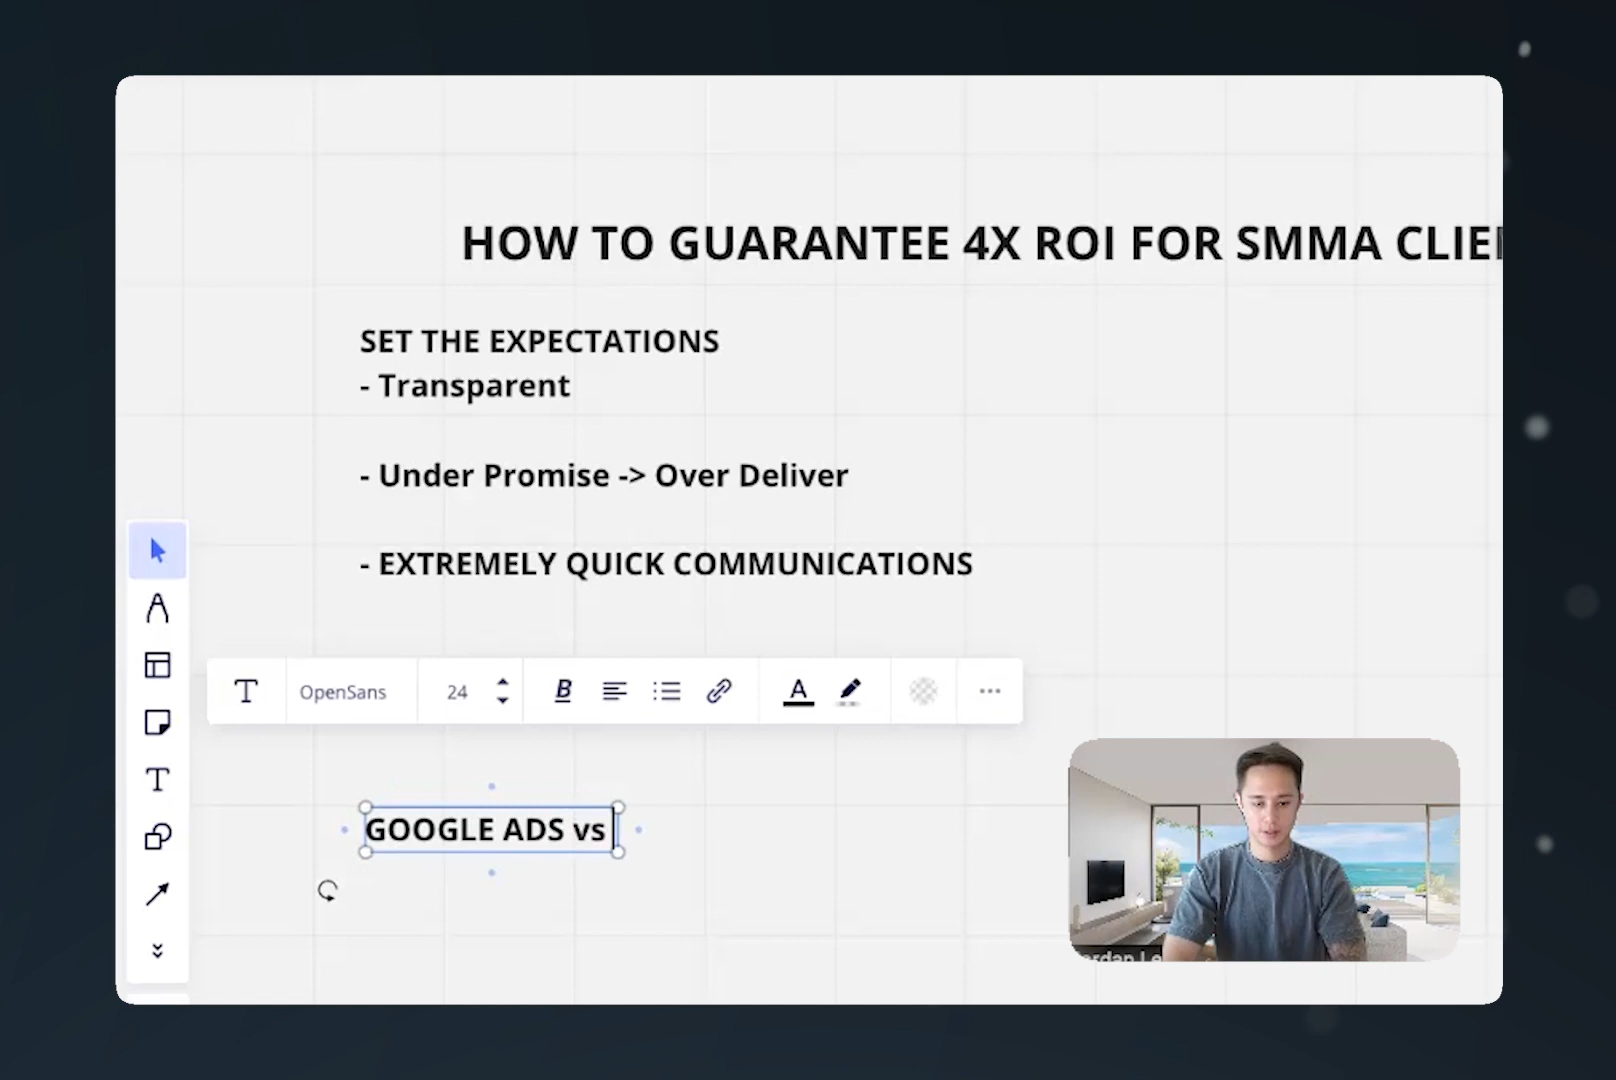 HOW TO GUARANTEE 4X ROI FOR SMMA
SET THE EXPECTATIONS
- Transparent
- Under Promise -> Over Deliver
- EXTREMELY QUICK COMMUNICATIONS
OpenSans 24 B A
GOOGLE ADS vs